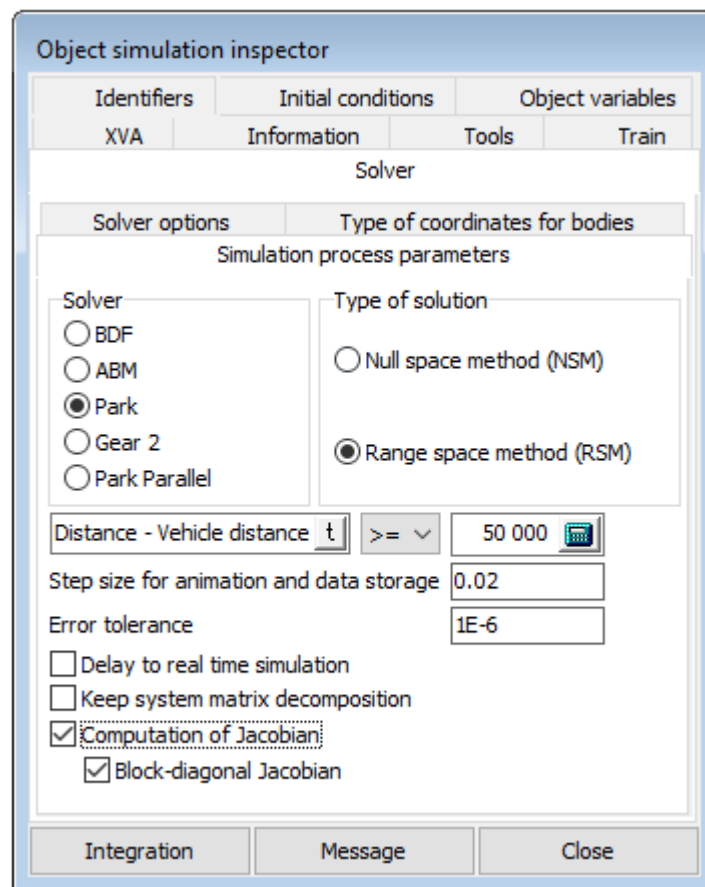 Object simulation inspector
Identifiers Initial conditions Object variables
XVA Information Tools Train
Solver
Solver options Type of coordinates for bodies
Simulation process parameters
Solver Type of solution
BDF
ABM Null space method (NSM)
Park
Gear 2 Range space method (RSM)
Park Parallel
Distance - Vehicle distance t >= 50 000
Step size for animation and data storage 0.02
Error tolerance 1E-6
Delay to real time simulation
Keep system matrix decomposition
Computation of Jacobian
Block-diagonal Jacobian
Integration Message Close